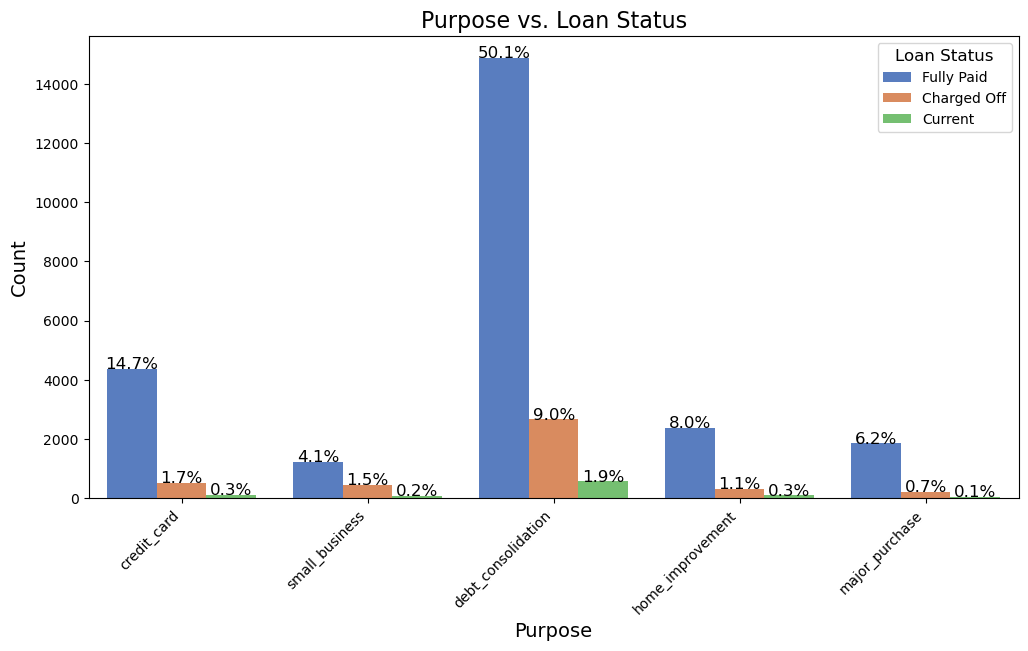 Purpose vs. Loan Status
Loan Status
Fully Paid
Charged Off
Current
Count
14000
12000
10000
8000
6000
4000
2000
0
14.7%
1.7%
0.3%
4.1%
1.5%
0.2%
50.1%
9.0%
1.9%
8.0%
1.1%
0.3%
6.2%
0.7%
0.1%
credit_card
small_business
debt_consolidation
home_improvement
major_purchase
Purpose